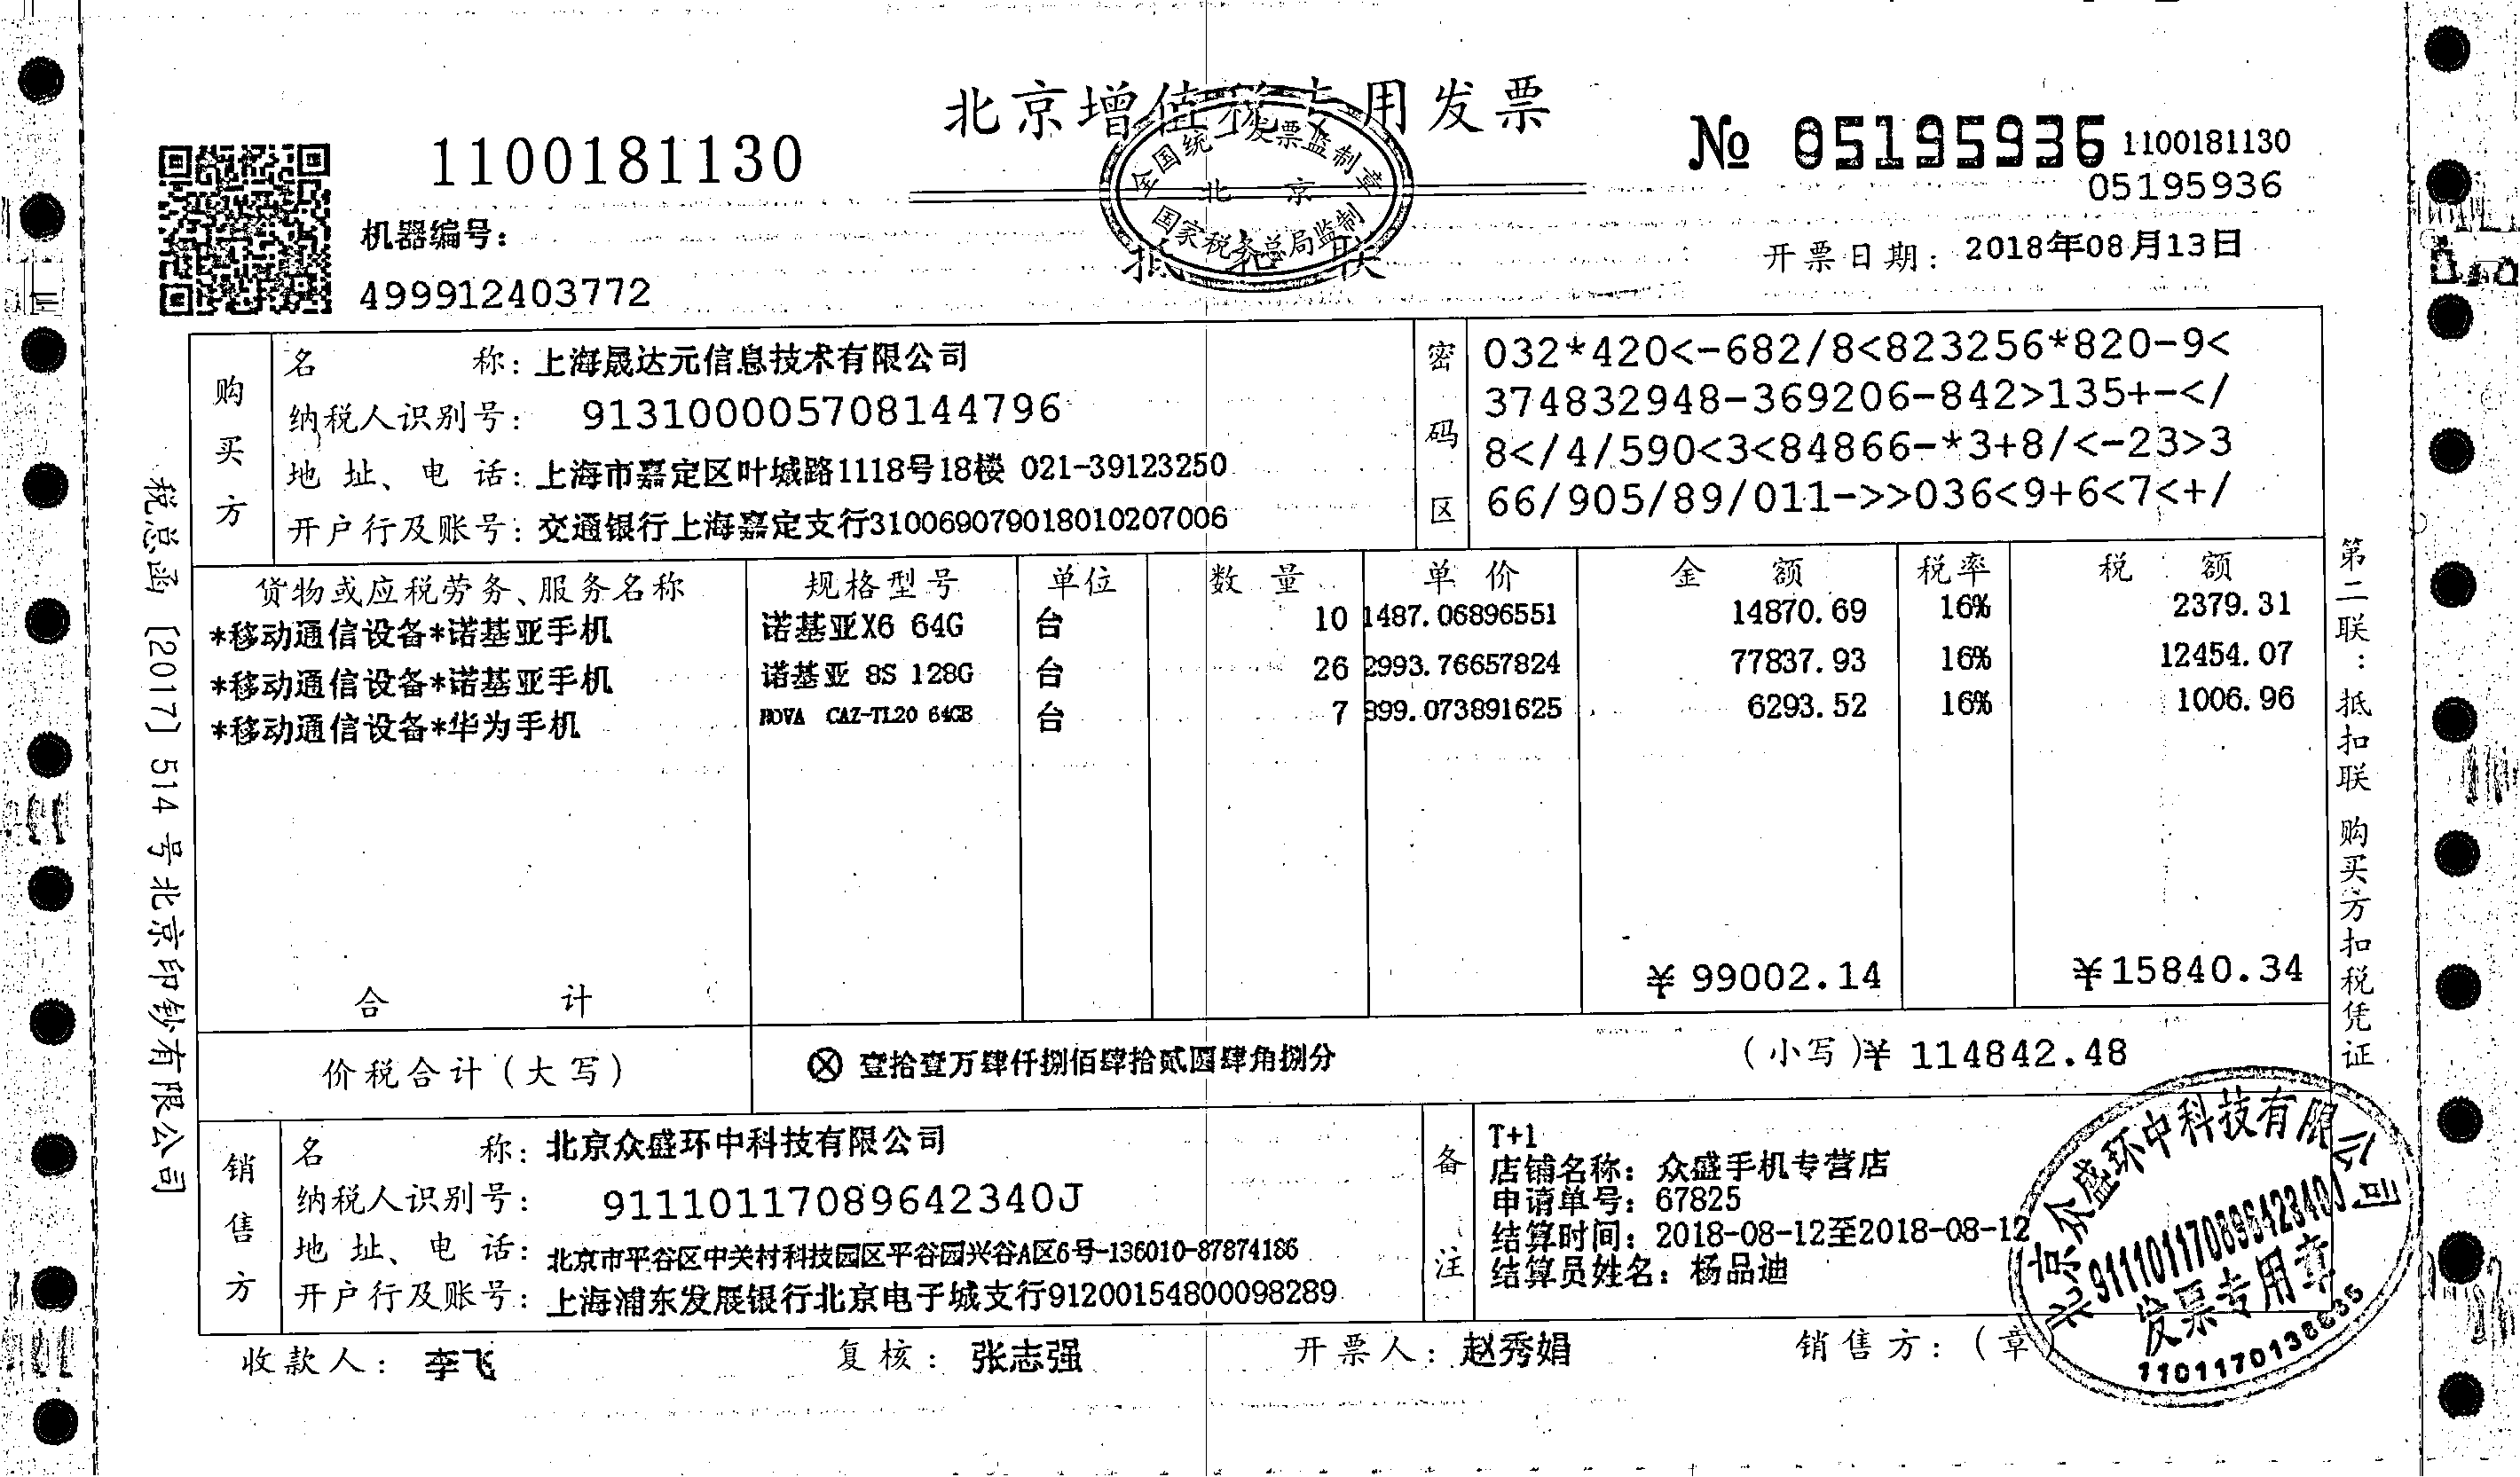 北京增值税专用发票
1100181130
№ 05195936
1100181130
05195936
全国统一发票监制章
北京
国家税务总局监制
抵扣联
机器编号:
499912403772
开票日期: 2018年08月13日
购买方
名称: 上海晟达元信息技术有限公司
纳税人识别号: 913100005708144796
地址、电话: 上海市嘉定区叶城路1118号18楼 021-39123250
开户行及账号: 交通银行上海嘉定支行310069079018010207006
密码区
032*420<-682/8<823256*820-9<
374832948-369206-842>135+-</
8</4/590<3<84866-*3+8/<-23>3
66/905/89/011->>036<9+6<7<+/
货物或应税劳务、服务名称 规格型号 单位 数量 单价 金额 税率 税额
*移动通信设备*诺基亚手机 诺基亚X6 64G 台 10 1487.06896551 14870.69 16% 2379.31
*移动通信设备*诺基亚手机 诺基亚 8S 128G 台 26 2993.76657824 77837.93 16% 12454.07
*移动通信设备*华为手机 NOVA CAZ-TL20 64GB 台 7 899.073891625 6293.52 16% 1006.96
合计 ¥99002.14 ¥15840.34
价税合计(大写) ⊗ 壹拾壹万肆仟捌佰肆拾贰圆肆角捌分 (小写)¥ 114842.48
销售方
名称: 北京众盛环中科技有限公司
纳税人识别号: 91110117089642340J
地址、电话: 北京市平谷区中关村科技园区平谷园兴谷A区6号-136010-87874186
开户行及账号: 上海浦东发展银行北京电子城支行91200154800098289
备注
T+1
店铺名称: 众盛手机专营店
申请单号: 67825
结算时间: 2018-08-12至2018-08-12
结算员姓名: 杨品迪
收款人: 李飞 复核: 张志强 开票人: 赵秀娟 销售方: (章)
北京众盛环中科技有限公司
91110117089642340J
发票专用章
税总函〔2017〕514号北京印钞有限公司
第二联:抵扣联 购买方扣税凭证